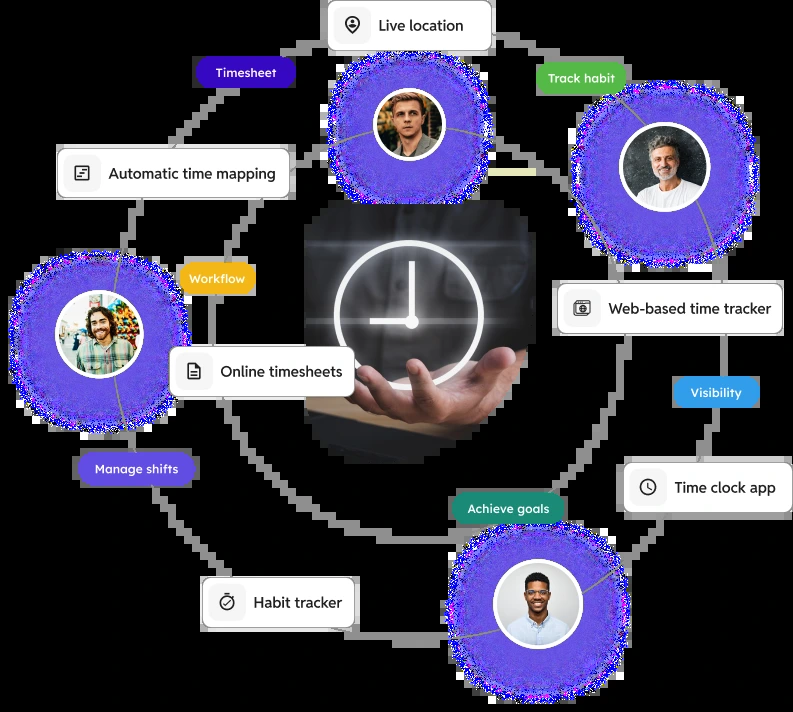 Live location
Timesheet
Track habit
Automatic time mapping
Workflow
Web-based time tracker
Online timesheets
Visibility
Manage shifts
Time clock app
Achieve goals
Habit tracker